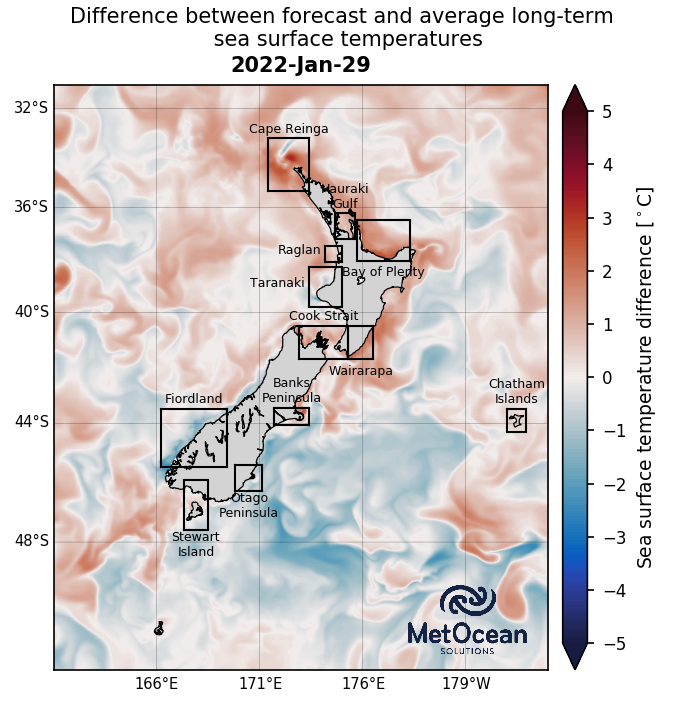 Difference between forecast and average long-term
sea surface temperatures
2022-Jan-29
32°S
36°S
40°S
44°S
48°S
166°E
171°E
176°E
179°W
Cape Reinga
Hauraki
Gulf
Raglan
Bay of Plenty
Taranaki
Cook Strait
Wairarapa
Banks
Peninsula
Fiordland
Chatham
Islands
Otago
Peninsula
Stewart
Island
MetOcean
SOLUTIONS
5
4
3
2
1
0
−1
−2
−3
−4
−5
Sea surface temperature difference [°C]